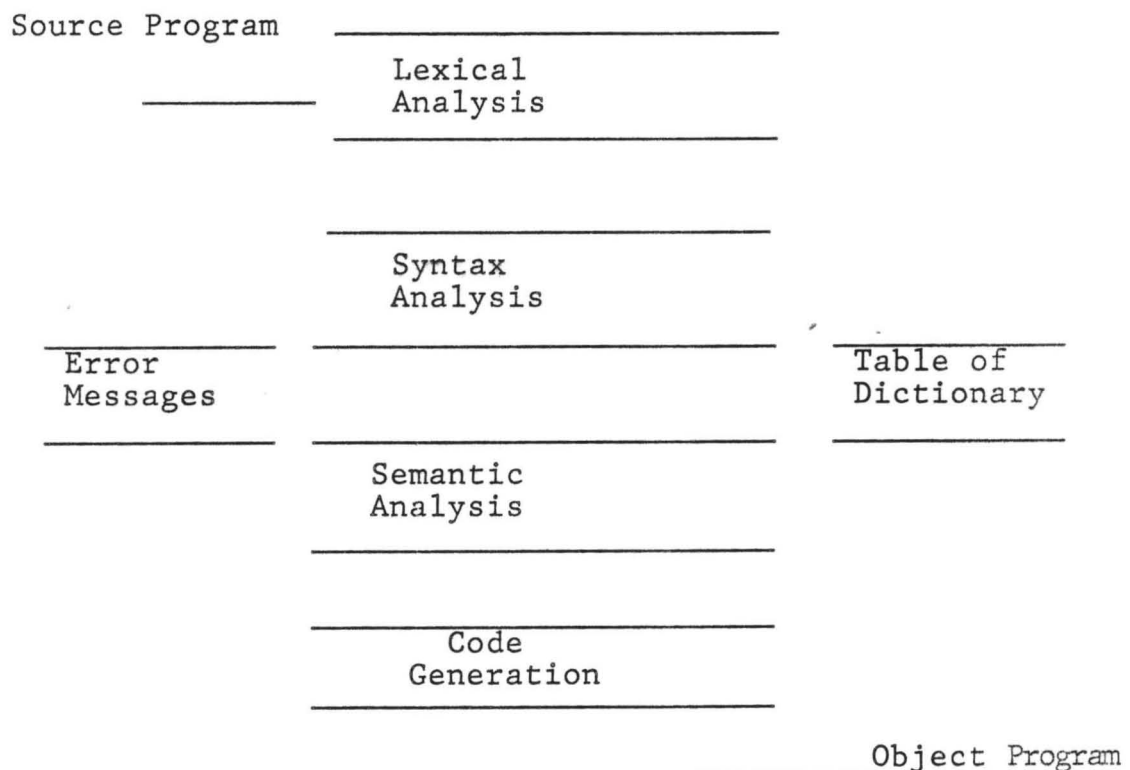 Source Program
Lexical
Analysis
Syntax
Analysis
Error
Messages
Table of
Dictionary
Semantic
Analysis
Code
Generation
Object Program